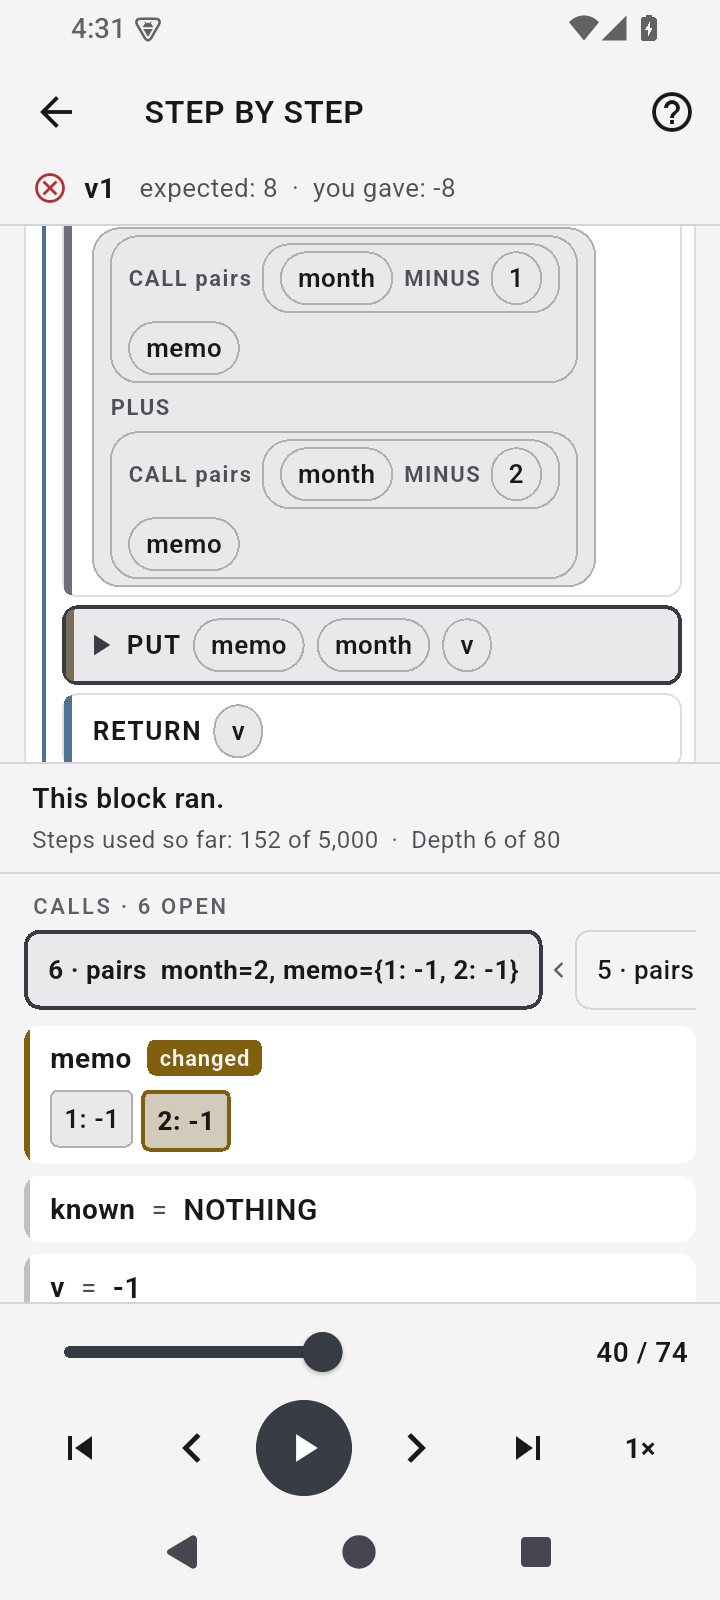 4:31
STEP BY STEP
v1 expected: 8 · you gave: -8
CALL pairs month MINUS 1
memo
PLUS
CALL pairs month MINUS 2
memo
PUT memo month v
RETURN v
This block ran.
Steps used so far: 152 of 5,000 · Depth 6 of 80
CALLS · 6 OPEN
6 · pairs month=2, memo={1: -1, 2: -1} < 5 · pairs
memo changed
1: -1 2: -1
known = NOTHING
v = -1
40 / 74
1×